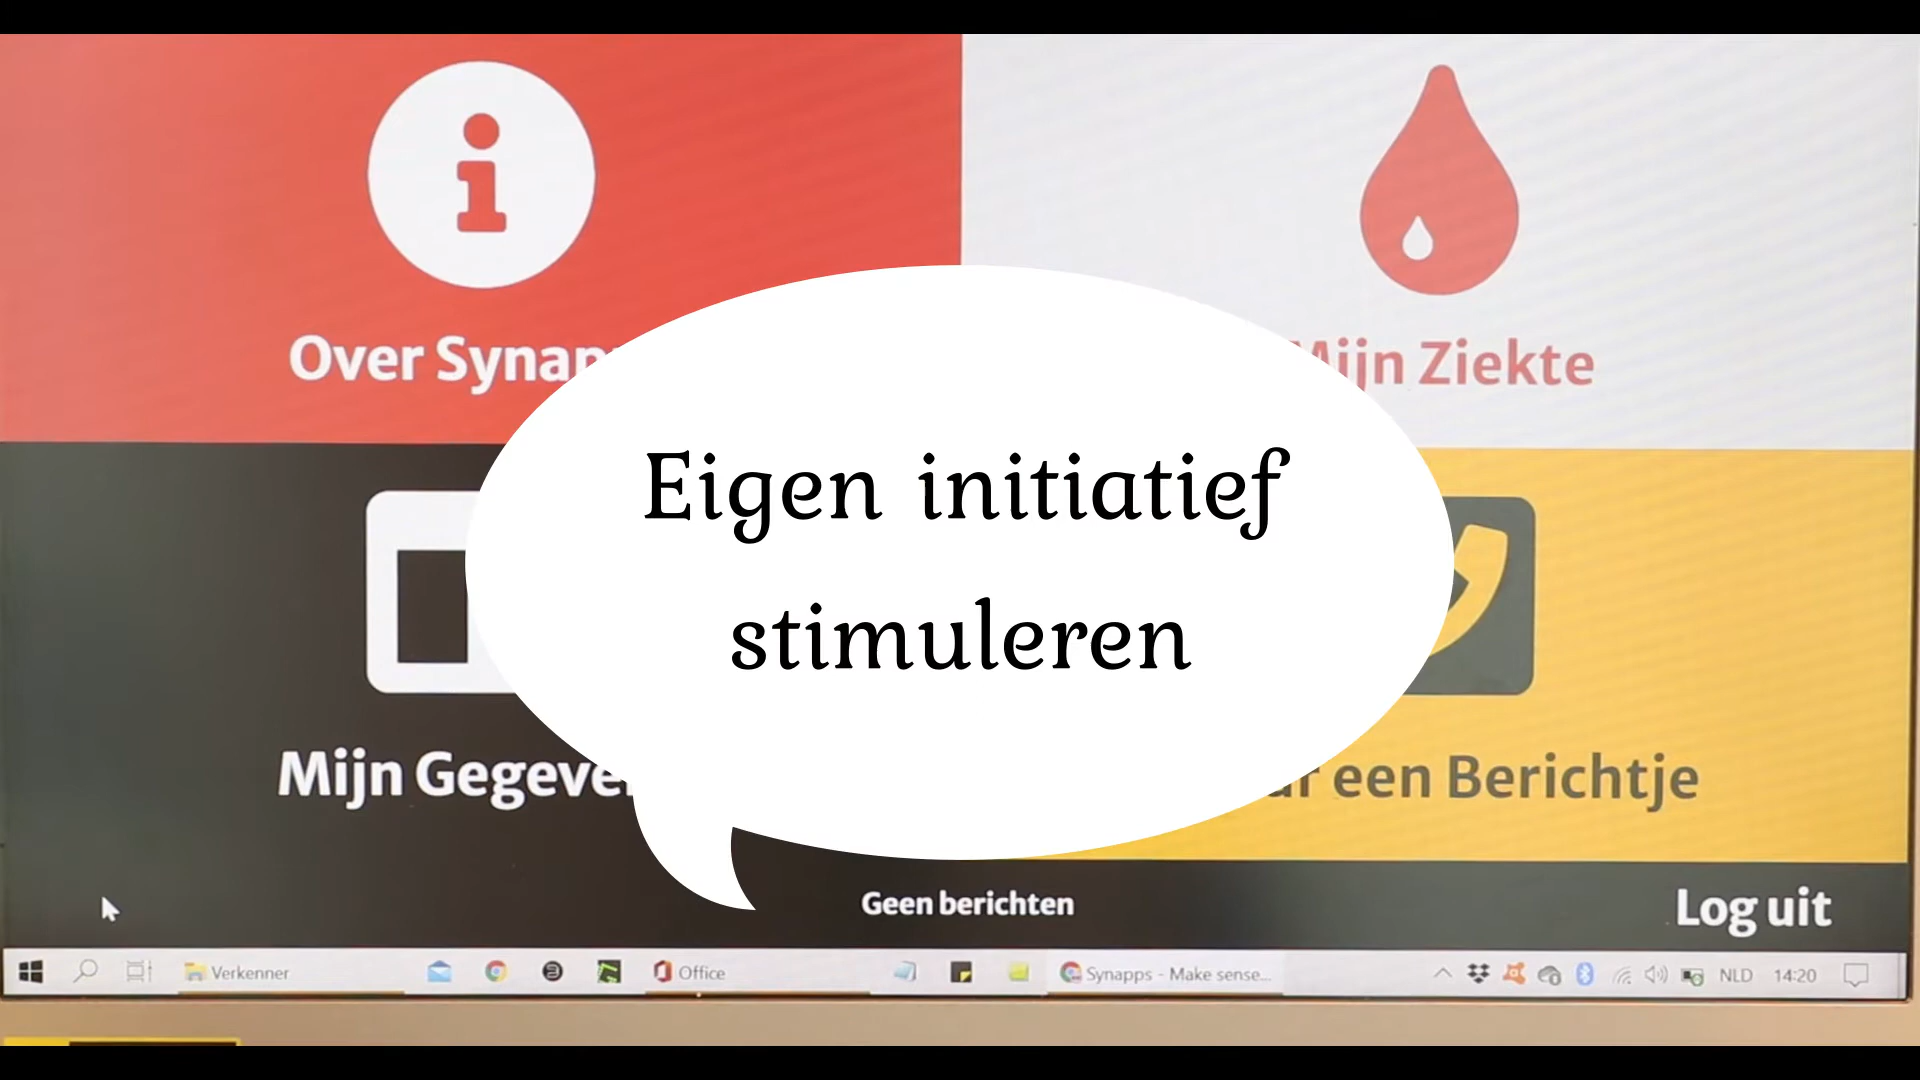 Over Synap
Mijn Ziekte
Eigen initiatief
stimuleren
Mijn Gegeve
een Berichtje
Geen berichten
Log uit
Verkenner
Office
Synapps - Make sense...
NLD
14:20